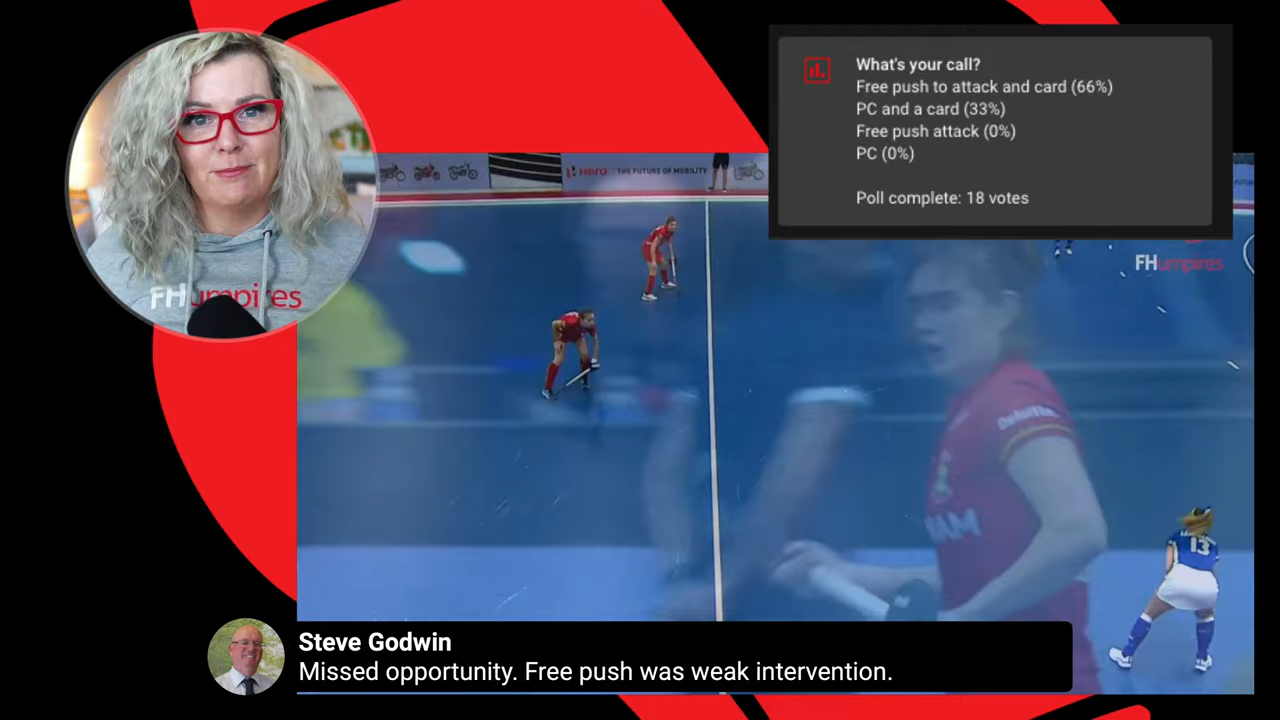 What's your call?
Free push to attack and card (66%)
PC and a card (33%)
Free push attack (0%)
PC (0%)
Poll complete: 18 votes
Hero THE FUTURE OF MOBILITY
FHumpires
FHumpires
Deloitte
13
Steve Godwin
Missed opportunity. Free push was weak intervention.